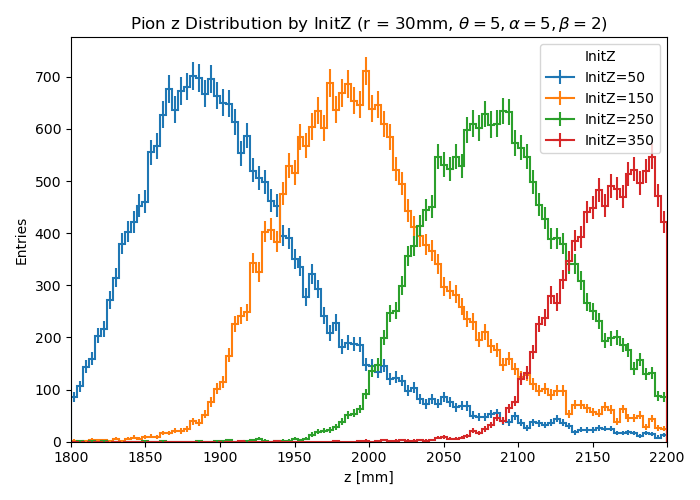 Pion z Distribution by InitZ (r = 30mm, θ = 5, α = 5, β = 2)
InitZ
InitZ=50
InitZ=150
InitZ=250
InitZ=350
Entries
700
600
500
400
300
200
100
0
1800 1850 1900 1950 2000 2050 2100 2150 2200
z [mm]